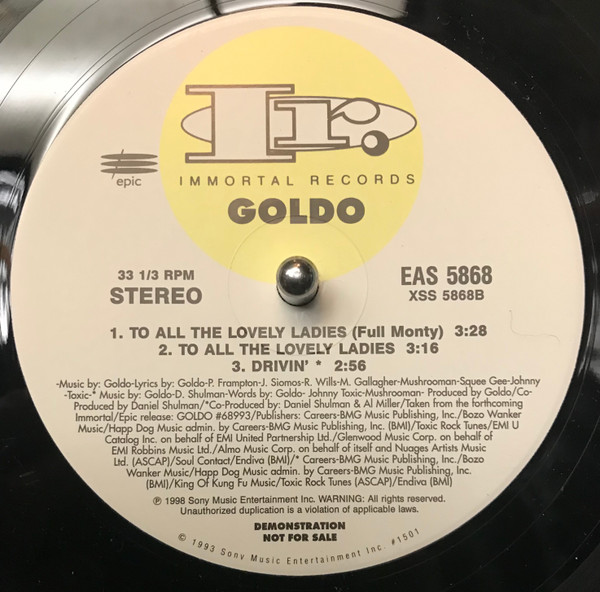 Ir.
epic
IMMORTAL RECORDS
GOLDO
33 1/3 RPM
STEREO
EAS 5868
XSS 5868B
1. TO ALL THE LOVELY LADIES (Full Monty) 3:28
2. TO ALL THE LOVELY LADIES 3:16
3. DRIVIN' * 2:56
-Music by: Goldo-Lyrics by: Goldo-P. Frampton-J. Siomos-R. Wills-M. Gallagher-Mushrooman-Squee Gee-Johnny
-Toxic-* Music by: Goldo-D. Shulman-Words by: Goldo- Johnny Toxic-Mushrooman- Produced by Goldo/Co-
Produced by Daniel Shulman/*Co-Produced by: Daniel Shulman & Al Miller/Taken from the forthcoming
Immortal/Epic release: GOLDO #68993/Publishers: Careers-BMG Music Publishing, Inc./Bozo Wanker
Music/Happ Dog Music admin. by Careers-BMG Music Publishing, Inc. (BMI)/Toxic Rock Tunes/EMI U
Catalog Inc. on behalf of EMI United Partnership Ltd./Glenwood Music Corp. on behalf of
EMI Robbins Music Ltd./Almo Music Corp. on behalf of itself and Nuages Artists Music
Ltd. (ASCAP)/Soul Contact/Endiva (BMI)/* Careers-BMG Music Publishing, Inc./Bozo
Wanker Music/Happ Dog Music admin. by Careers-BMG Music Publishing, Inc.
(BMI)/King Of Kung Fu Music/Toxic Rock Tunes (ASCAP)/Endiva (BMI)
℗ 1998 Sony Music Entertainment Inc. WARNING: All rights reserved.
Unauthorized duplication is a violation of applicable laws.
DEMONSTRATION
NOT FOR SALE
© 1993 Sony Music Entertainment Inc. #1501